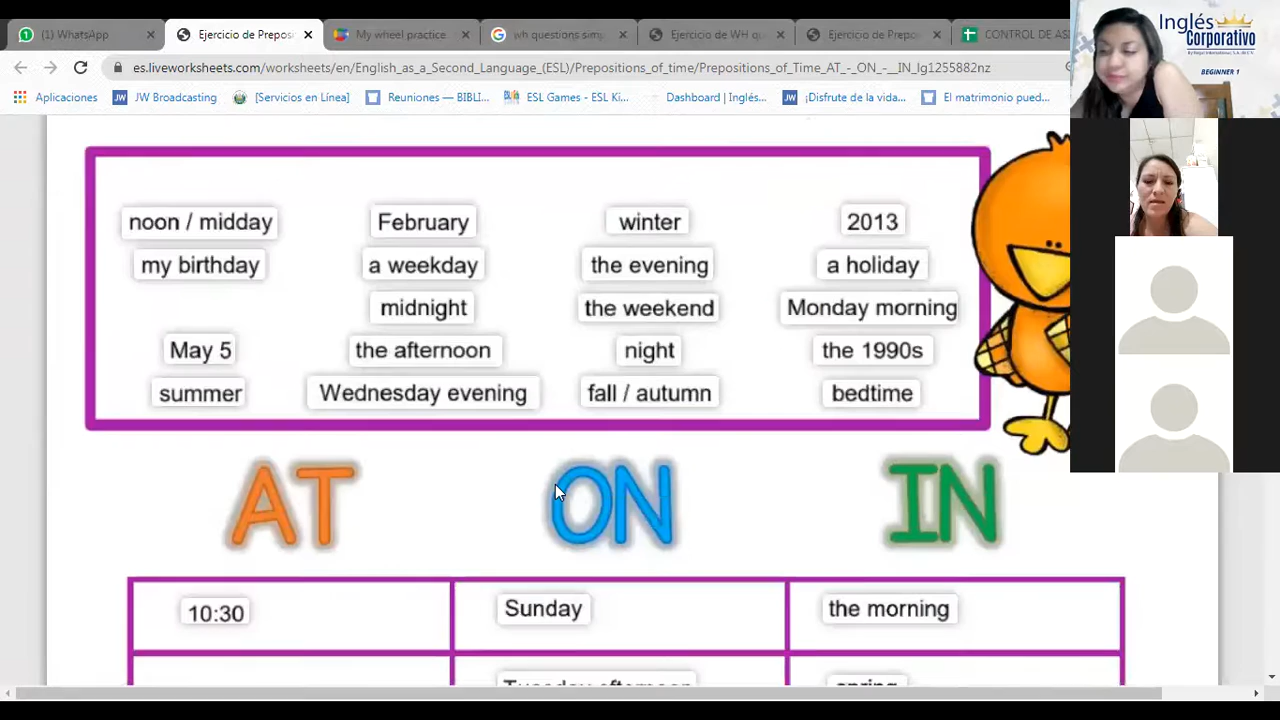 (1) WhatsApp
Ejercicio de Prepos
My wheel practice
wh questions simp
Ejercicio de WH qu
Ejercicio de Prepo
CONTROL DE AS
es.liveworksheets.com/worksheets/en/English_as_a_Second_Language_(ESL)/Prepositions_of_time/Prepositions_of_Time_AT_-_ON_-__IN_lg1255882nz
Aplicaciones
JW Broadcasting
[Servicios en Línea]
Reuniones — BIBLI...
ESL Games - ESL Ki...
Dashboard | Inglés...
¡Disfrute de la vida...
El matrimonio pued...
Inglés
Corporativo
BEGINNER 1
noon / midday February winter 2013
my birthday a weekday the evening a holiday
midnight the weekend Monday morning
May 5 the afternoon night the 1990s
summer Wednesday evening fall / autumn bedtime
AT ON IN
10:30 Sunday the morning
Tuesday afternoon spring